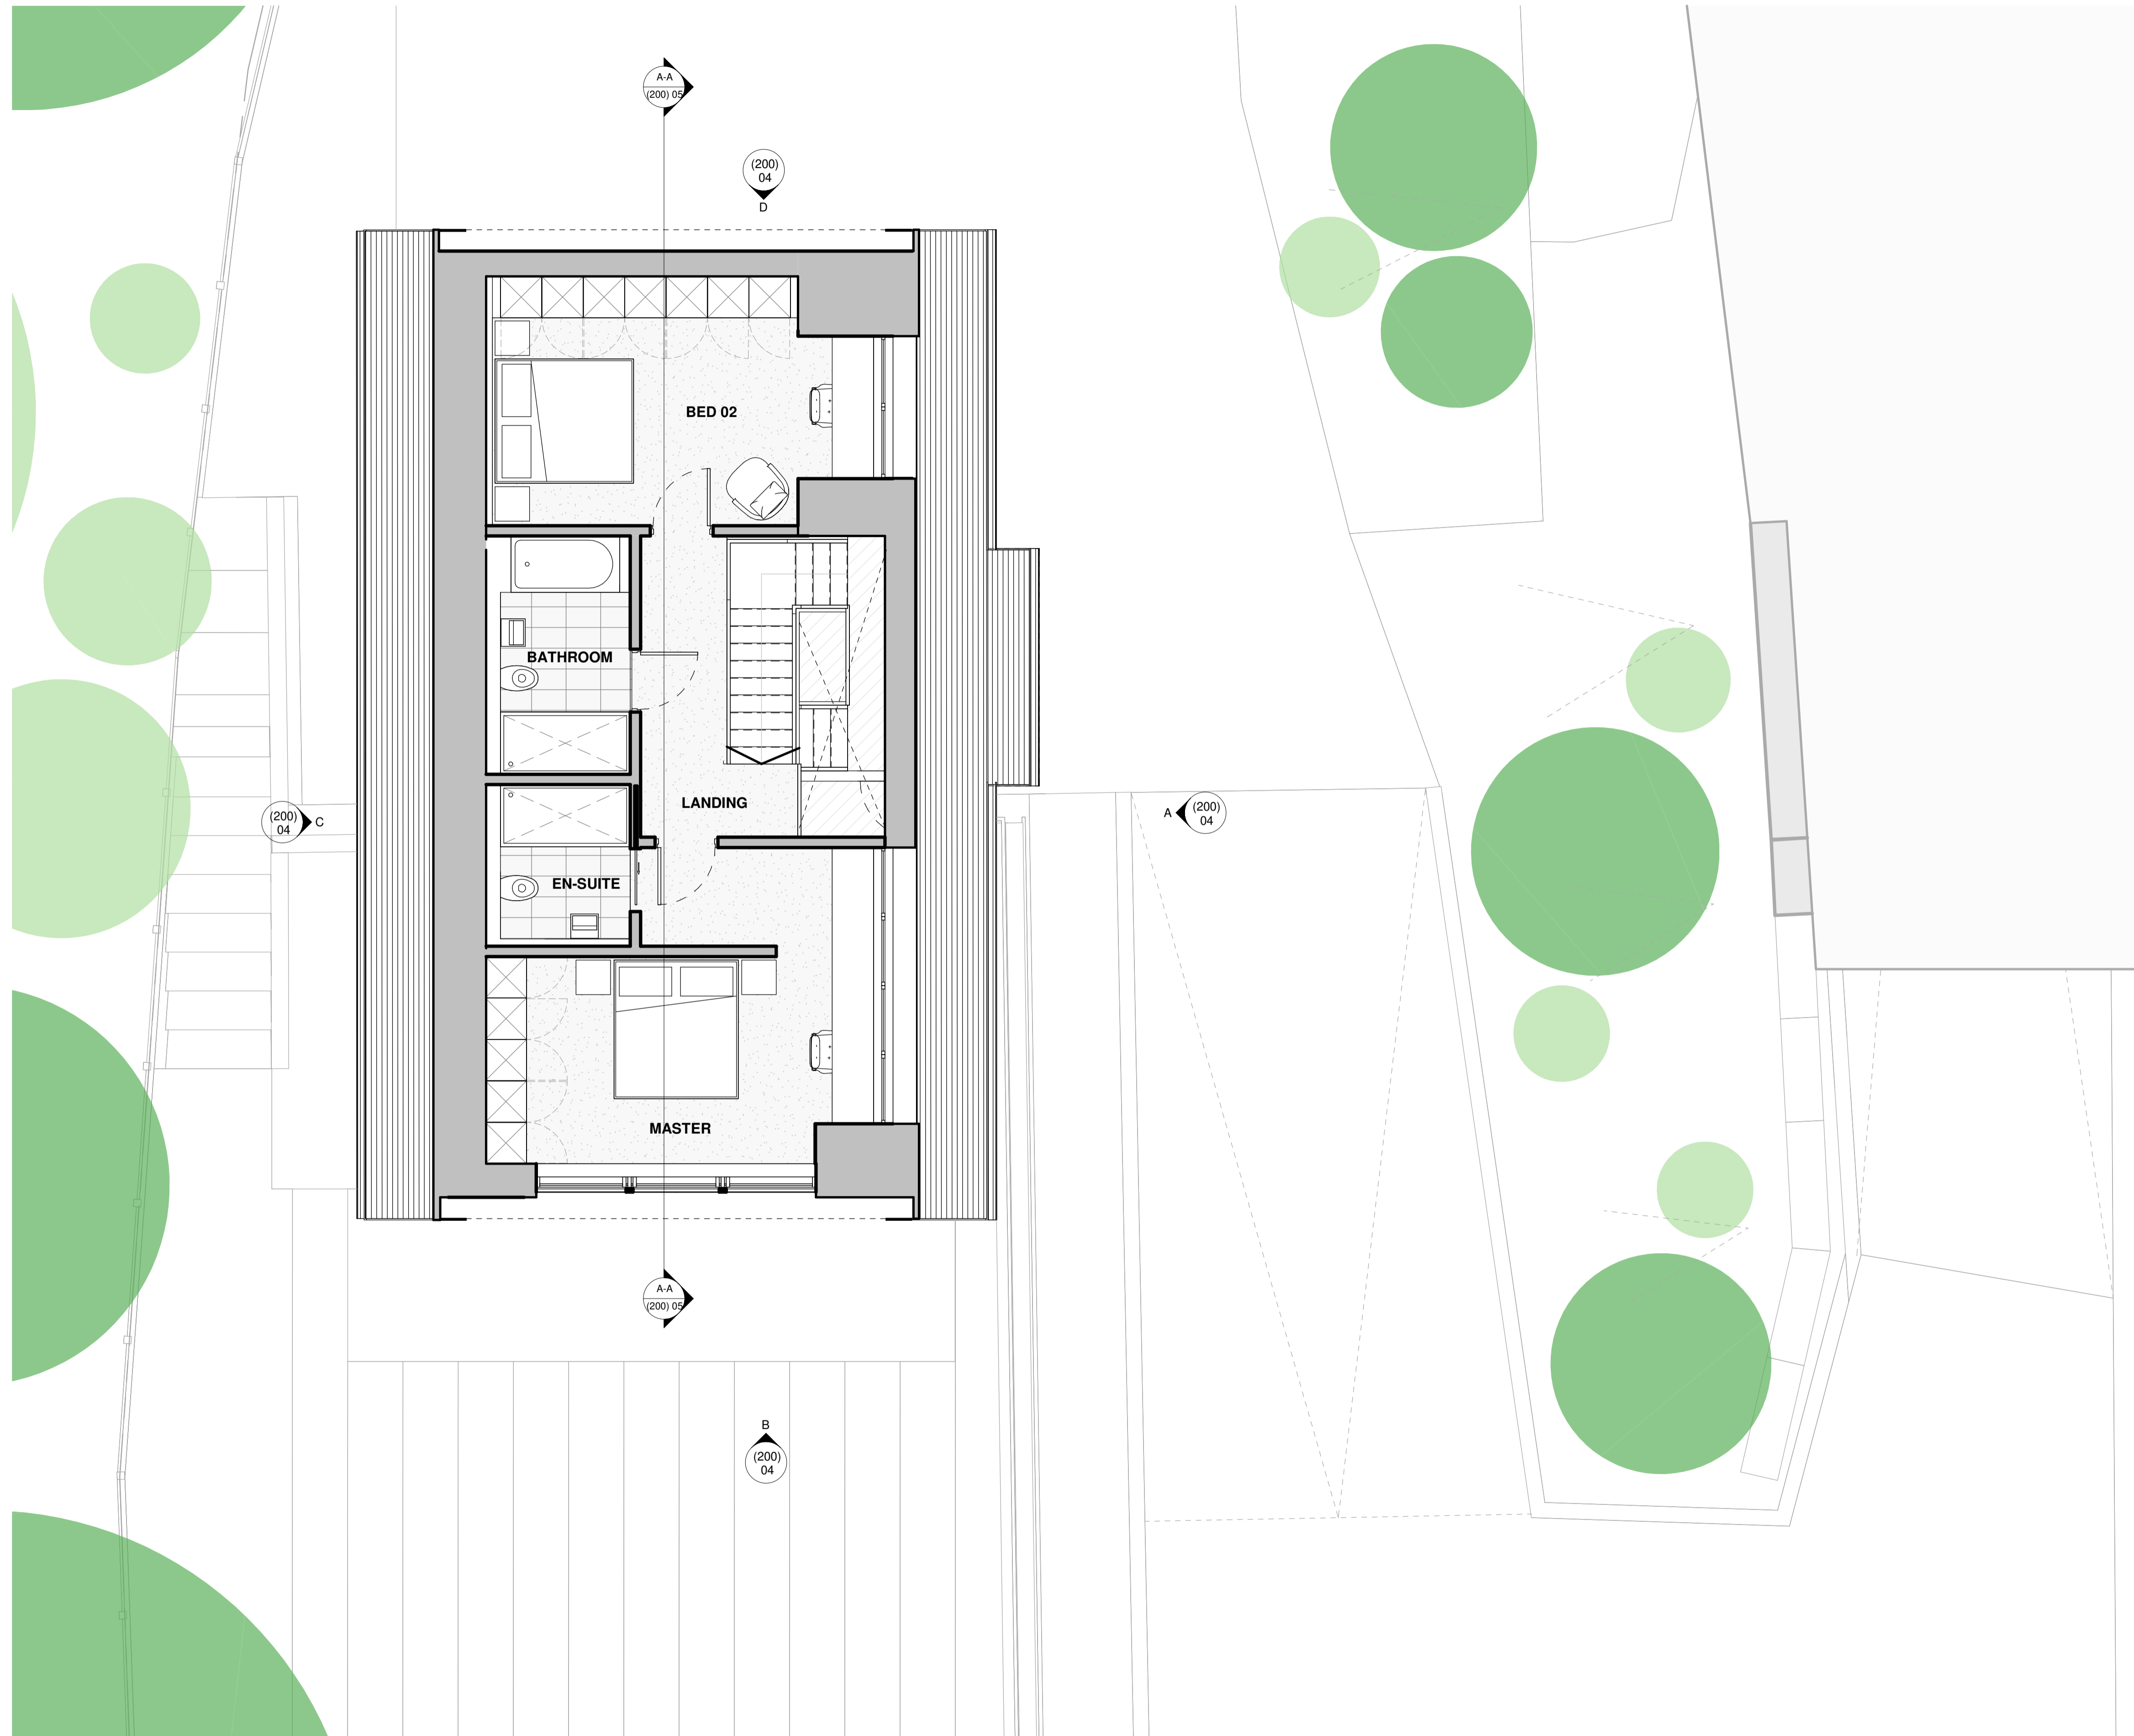 A-A
(200) 05
(200)
04
D
BED 02
BATHROOM
LANDING
(200)
04
C
A
(200)
04
EN-SUITE
MASTER
A-A
(200) 05
B
(200)
04